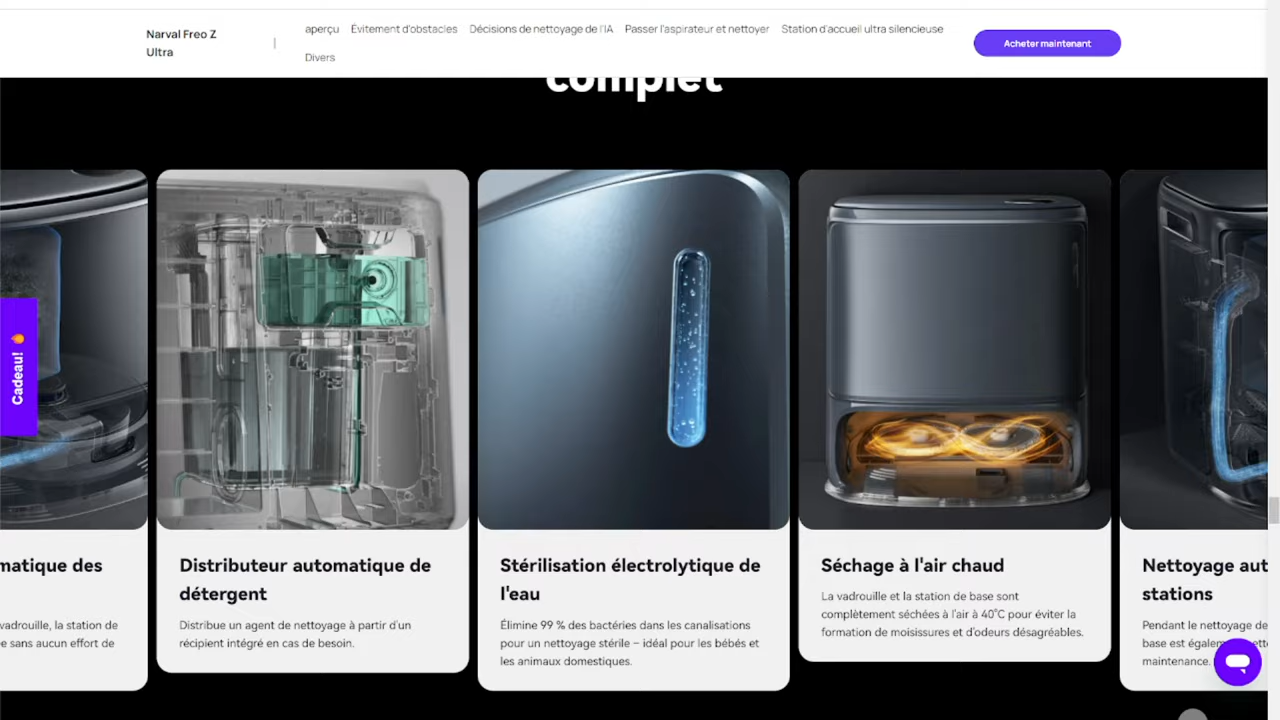 Narval Freo Z
Ultra
|
aperçu Évitement d'obstacles Décisions de nettoyage de l'IA Passer l'aspirateur et nettoyer Station d'accueil ultra silencieuse
Divers
Acheter maintenant
complet
Cadeau!
matique des
vadrouille, la station de
e sans aucun effort de
Distributeur automatique de
détergent
Distribue un agent de nettoyage à partir d'un
récipient intégré en cas de besoin.
Stérilisation électrolytique de
l'eau
Élimine 99 % des bactéries dans les canalisations
pour un nettoyage stérile – idéal pour les bébés et
les animaux domestiques.
Séchage à l'air chaud
La vadrouille et la station de base sont
complètement séchées à l'air à 40°C pour éviter la
formation de moisissures et d'odeurs désagréables.
Nettoyage aut
stations
Pendant le nettoyage de
base est
maintenance.